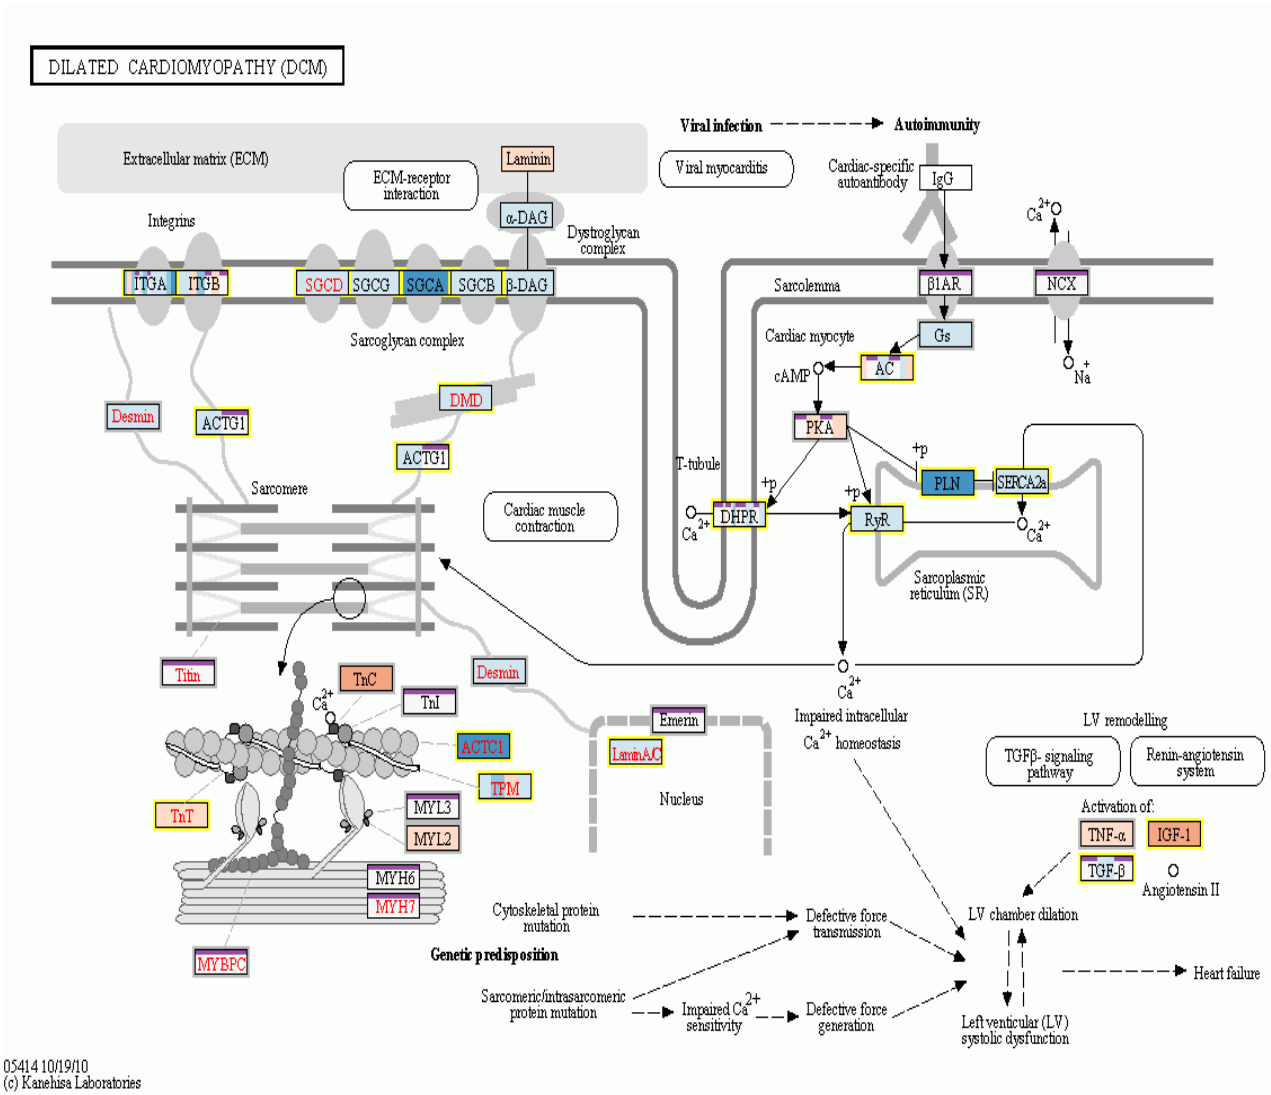 DILATED CARDIOMYOPATHY (DCM)
Viral infection
Autoimmunity
Extracellular matrix (ECM)
ECM-receptor
interaction
Laminin
Viral myocarditis
Cardiac-specific
autoantibody
IgG
Ca2+
Integrins
α-DAG
Dystroglycan
complex
ITGA
ITGB
SGCD
SGCG
SGCA
SGCB
β-DAG
Sarcolemma
β1AR
NCX
Sarcoglycan complex
Cardiac myocyte
Gs
cAMP
AC
Na+
Desmin
ACTG1
DMD
PKA
ACTG1
T-tubule
+p
+p
+p
PLN
SERCA2a
Sarcomere
Cardiac muscle
contraction
Ca2+
DHPR
RyR
Ca2+
Sarcoplasmic
reticulum (SR)
Titin
TnC
Ca2+
TnI
Desmin
Ca2+
Emerin
Impaired intracellular
Ca2+ homeostasis
LV remodelling
ACTC1
LaminA/C
TGFβ- signaling
pathway
Renin-angiotensin
system
TPM
Nucleus
TnT
MYL3
MYL2
Activation of:
TNF-α
IGF-1
TGF-β
Angiotensin II
MYH6
MYH7
MYBPC
Cytoskeletal protein
mutation
Defective force
transmission
LV chamber dilation
Genetic predisposition
Heart failure
Sarcomeric/intrasarcomeric
protein mutation
Impaired Ca2+
sensitivity
Defective force
generation
Left venticular (LV)
systolic dysfunction
05414 10/19/10
(c) Kanehisa Laboratories